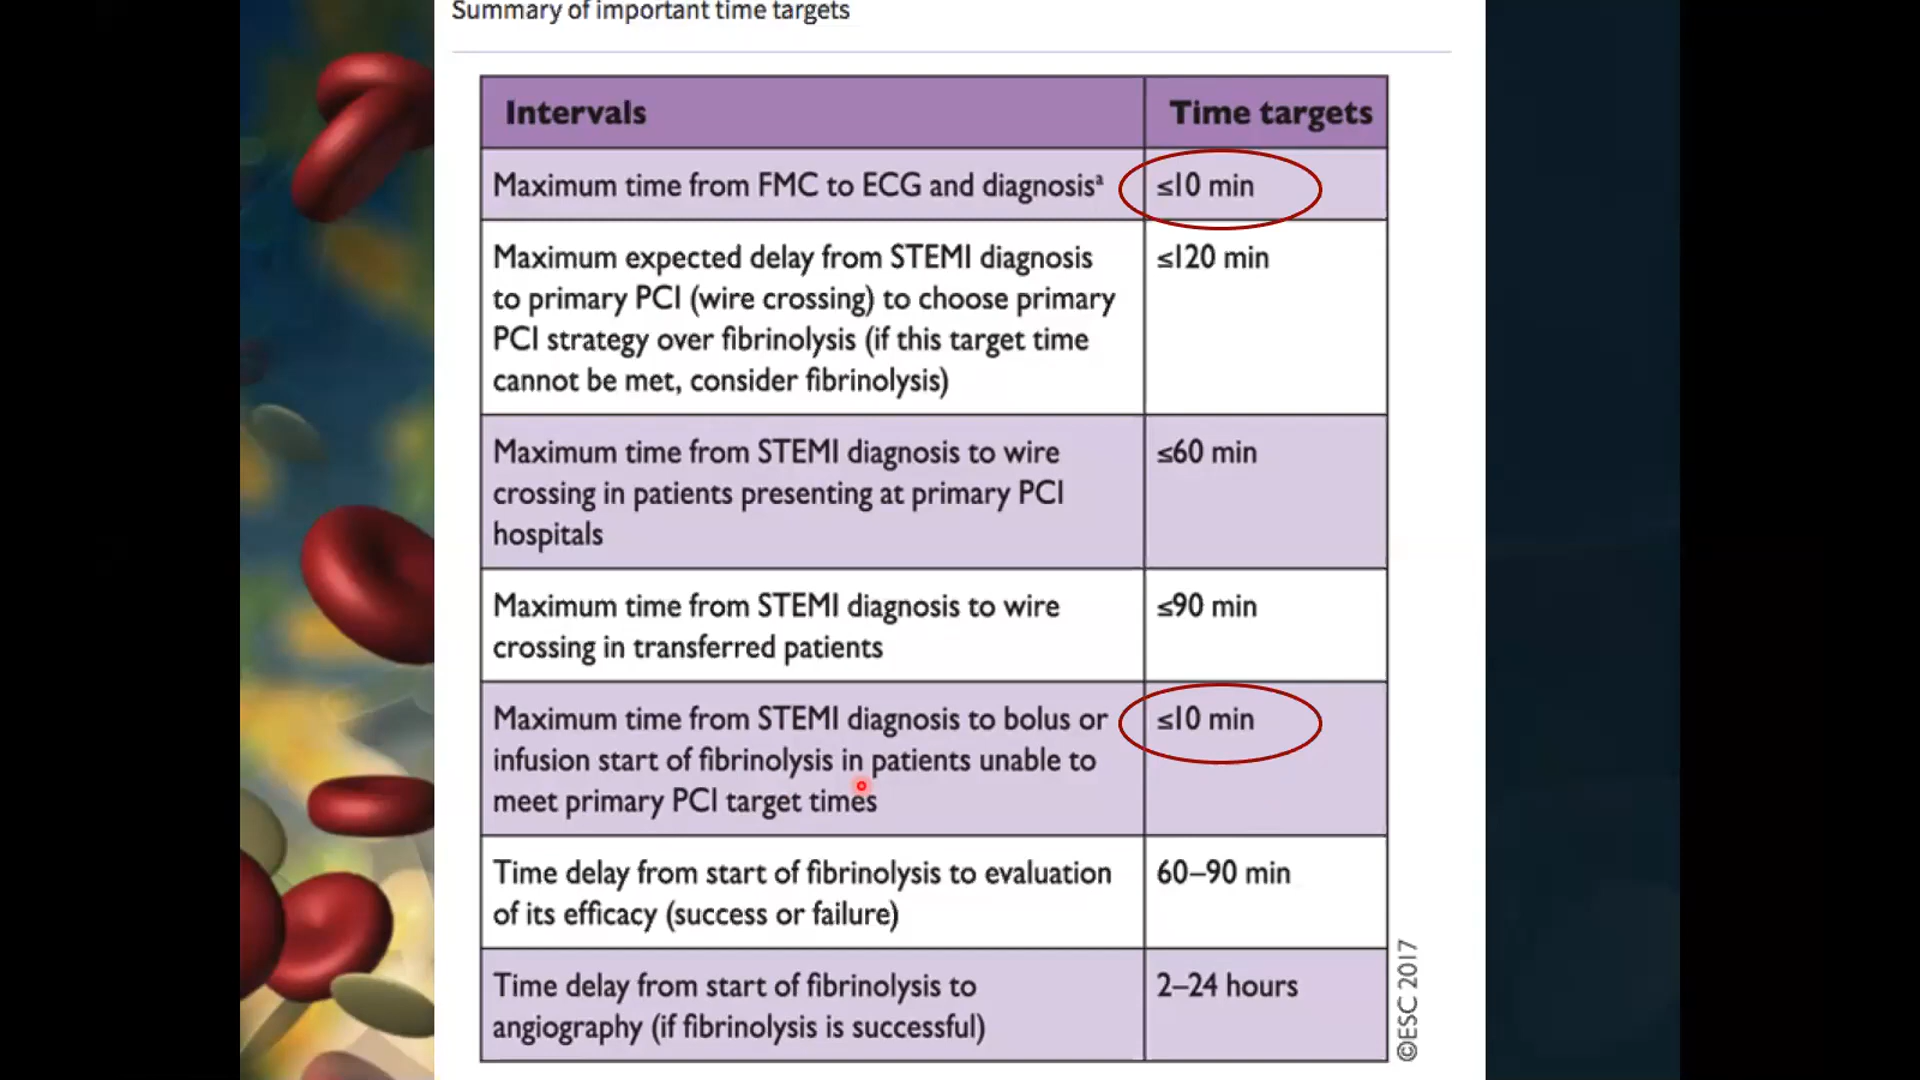 Summary of important time targets
Intervals
Time targets
Maximum time from FMC to ECG and diagnosisª
≤10 min
Maximum expected delay from STEMI diagnosis
to primary PCI (wire crossing) to choose primary
PCI strategy over fibrinolysis (if this target time
cannot be met, consider fibrinolysis)
≤120 min
Maximum time from STEMI diagnosis to wire
crossing in patients presenting at primary PCI
hospitals
≤60 min
Maximum time from STEMI diagnosis to wire
crossing in transferred patients
≤90 min
Maximum time from STEMI diagnosis to bolus or
infusion start of fibrinolysis in patients unable to
meet primary PCI target times
≤10 min
Time delay from start of fibrinolysis to evaluation
of its efficacy (success or failure)
60–90 min
Time delay from start of fibrinolysis to
angiography (if fibrinolysis is successful)
2–24 hours
©ESC 2017